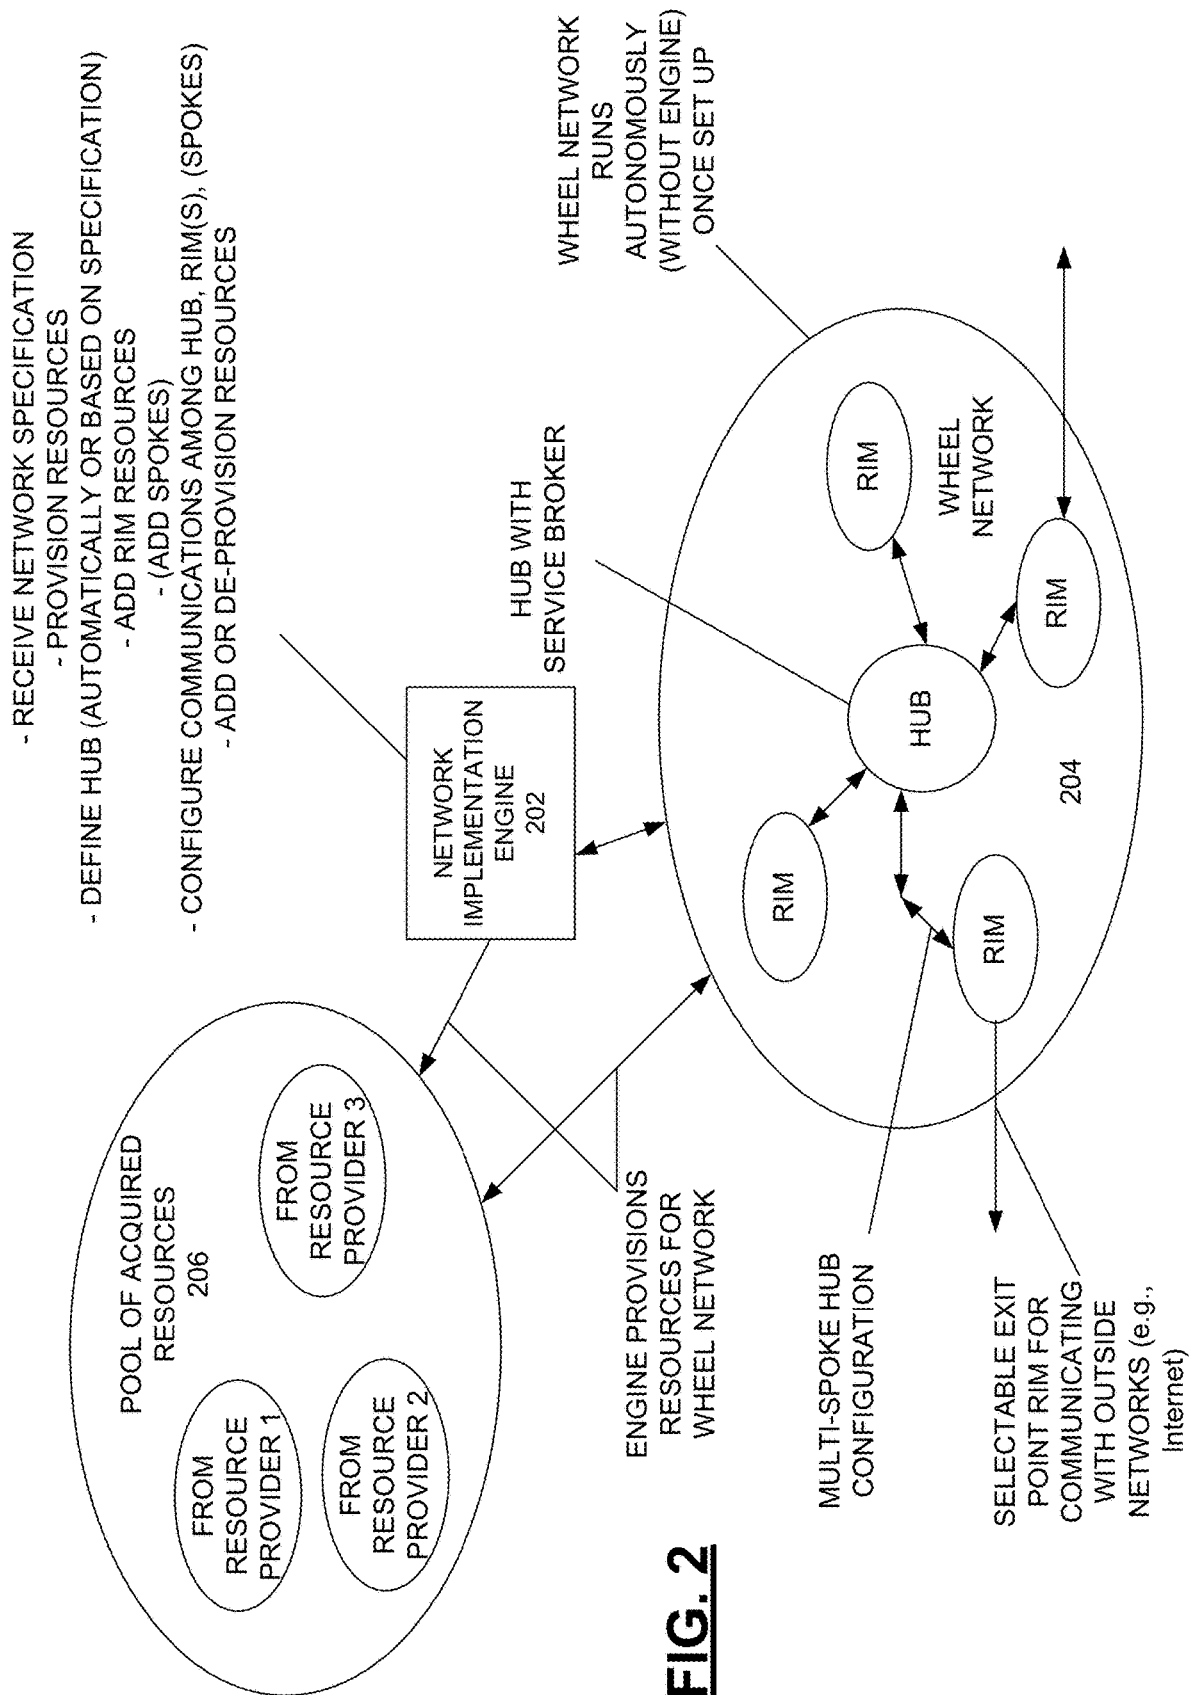 - RECEIVE NETWORK SPECIFICATION
- PROVISION RESOURCES
- DEFINE HUB (AUTOMATICALLY OR BASED ON SPECIFICATION)
- ADD RIM RESOURCES
- (ADD SPOKES)
- CONFIGURE COMMUNICATIONS AMONG HUB, RIM(S), (SPOKES)
- ADD OR DE-PROVISION RESOURCES
POOL OF ACQUIRED
RESOURCES
206
FROM
RESOURCE
PROVIDER 1
FROM
RESOURCE
PROVIDER 2
FROM
RESOURCE
PROVIDER 3
NETWORK
IMPLEMENTATION
ENGINE
202
HUB WITH
SERVICE BROKER
WHEEL NETWORK
RUNS
AUTONOMOUSLY
(WITHOUT ENGINE)
ONCE SET UP
ENGINE PROVISIONS
RESOURCES FOR
WHEEL NETWORK
RIM
RIM
HUB
WHEEL
NETWORK
RIM
RIM
204
MULTI-SPOKE HUB
CONFIGURATION
SELECTABLE EXIT
POINT RIM FOR
COMMUNICATING
WITH OUTSIDE
NETWORKS (e.g.,
Internet)
FIG. 2